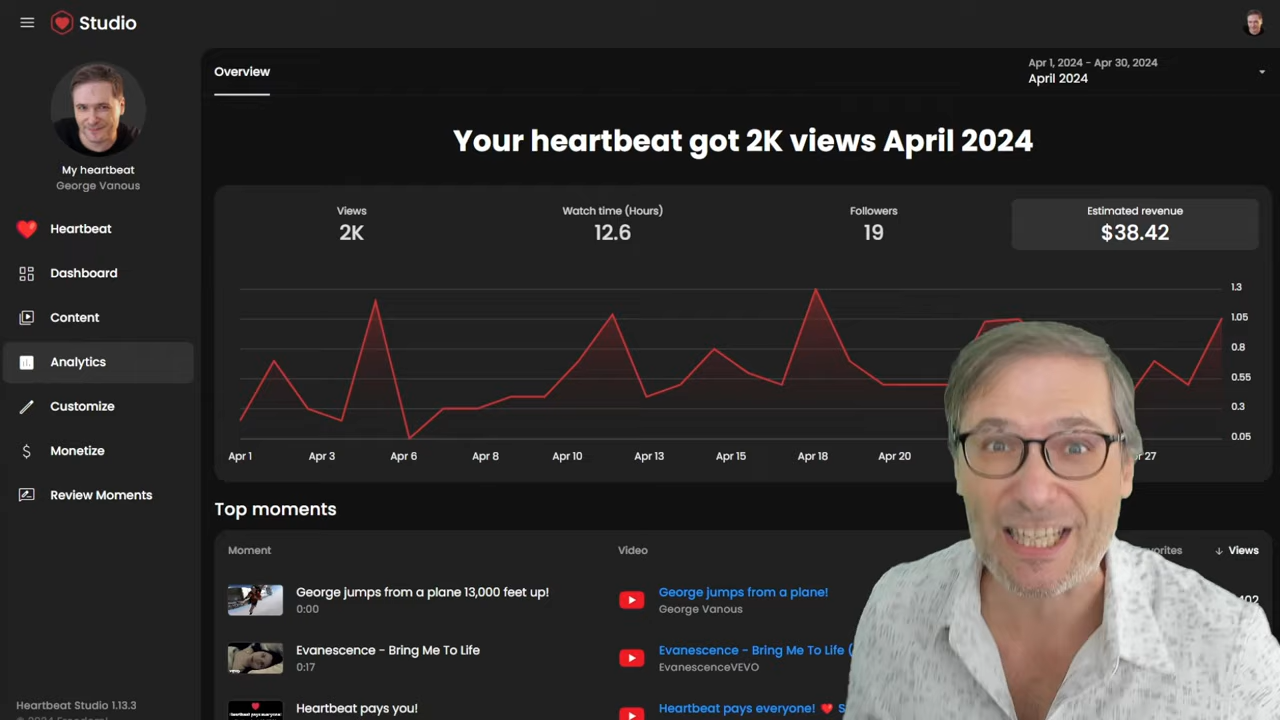 Studio
My heartbeat
George Vanous
Heartbeat
Dashboard
Content
Analytics
Customize
Monetize
Review Moments
Heartbeat Studio 1.13.3
Overview
Apr 1, 2024 - Apr 30, 2024
April 2024
Your heartbeat got 2K views April 2024
Views Watch time (Hours) Followers Estimated revenue
2K 12.6 19 $38.42
1.3
1.05
0.8
0.55
0.3
0.05
Apr 1 Apr 3 Apr 6 Apr 8 Apr 10 Apr 13 Apr 15 Apr 18 Apr 20 27
Top moments
Moment Video Views
George jumps from a plane 13,000 feet up! George jumps from a plane!
0:00 George Vanous
Evanescence - Bring Me To Life Evanescence - Bring Me To Life (
0:17 EvanescenceVEVO
Heartbeat pays you! Heartbeat pays everyone! ❤️ S